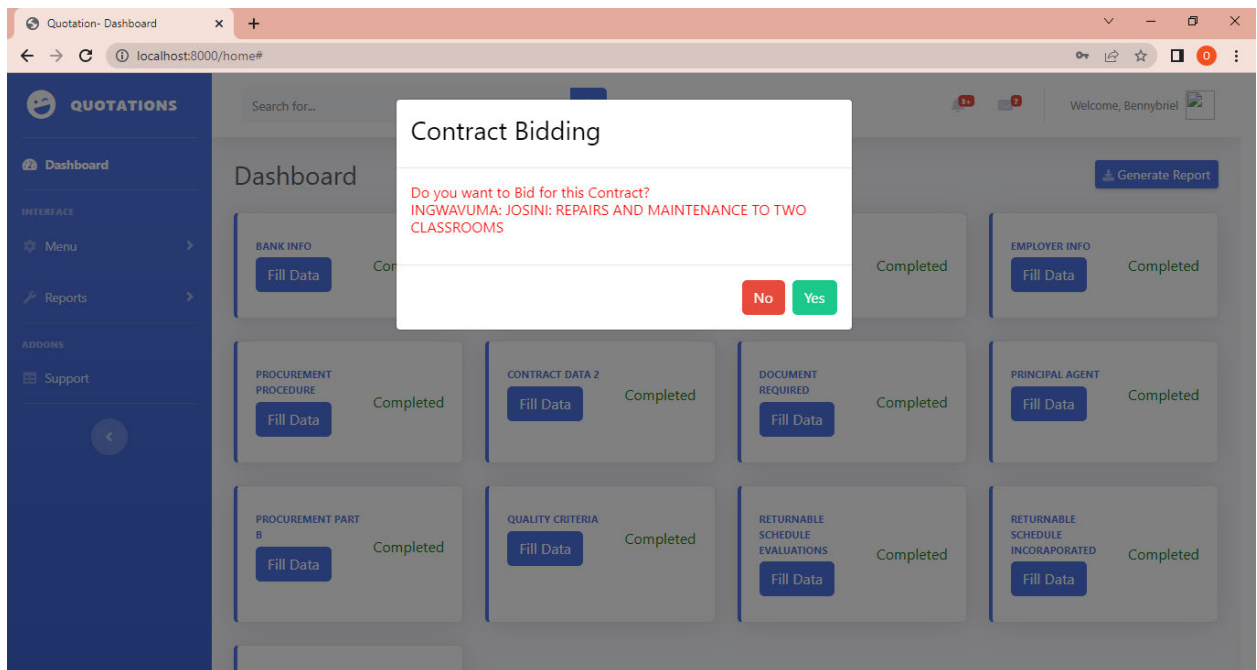 Quotation- Dashboard
localhost:8000/home#
QUOTATIONS
Search for...
3+
7
Welcome, Bennybriel
Dashboard
INTERFACE
Menu
Reports
ADDONS
Support
Dashboard
Generate Report
Contract Bidding
Do you want to Bid for this Contract?
INGWAVUMA: JOSINI: REPAIRS AND MAINTENANCE TO TWO
CLASSROOMS
No
Yes
BANK INFO
Fill Data
Completed
EMPLOYER INFO
Fill Data
Completed
PROCUREMENT
PROCEDURE
Fill Data
Completed
CONTRACT DATA 2
Fill Data
Completed
DOCUMENT
REQUIRED
Fill Data
Completed
PRINCIPAL AGENT
Fill Data
Completed
PROCUREMENT PART
B
Fill Data
Completed
QUALITY CRITERIA
Fill Data
Completed
RETURNABLE
SCHEDULE
EVALUATIONS
Fill Data
Completed
RETURNABLE
SCHEDULE
INCORAPORATED
Fill Data
Completed